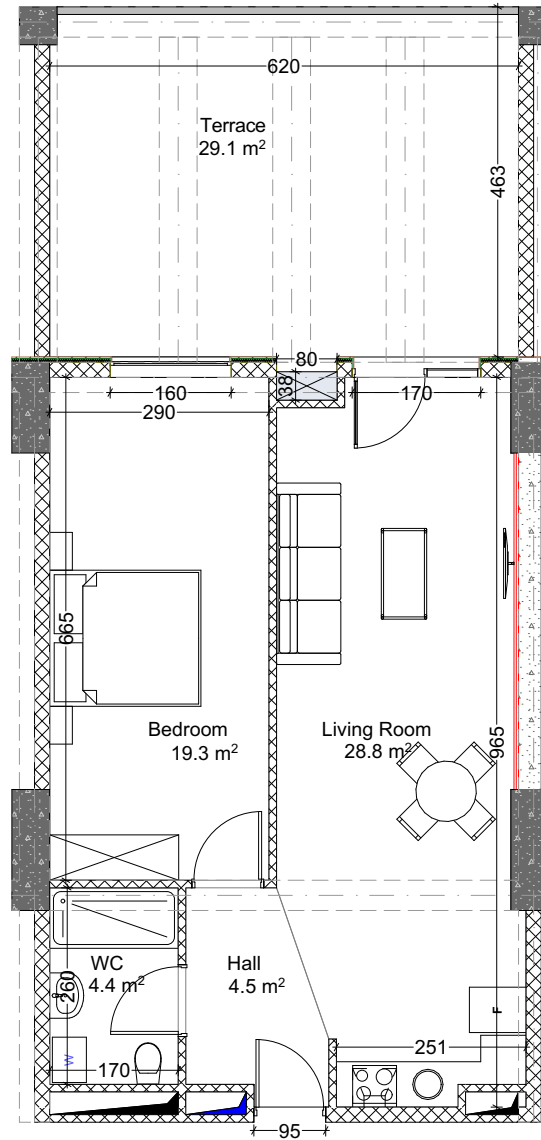 620
Terrace
29.1 m²
463
80
38
160
170
290
665
Bedroom
19.3 m²
Living Room
28.8 m²
965
WC
4.4 m²
Hall
4.5 m²
260
F
W
170
251
95